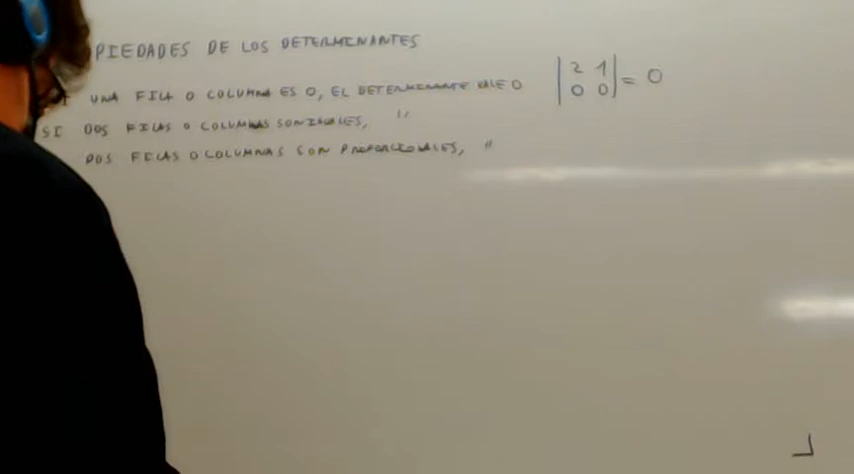 PIEDADES DE LOS DETERMINANTES
UNA FILA O COLUMNA ES 0, EL DETERMINANTE VALE 0
|2 1|
|0 0| = 0
SI DOS FILAS O COLUMNAS SON IGUALES, "
DOS FILAS O COLUMNAS SON PROPORCIONALES, "